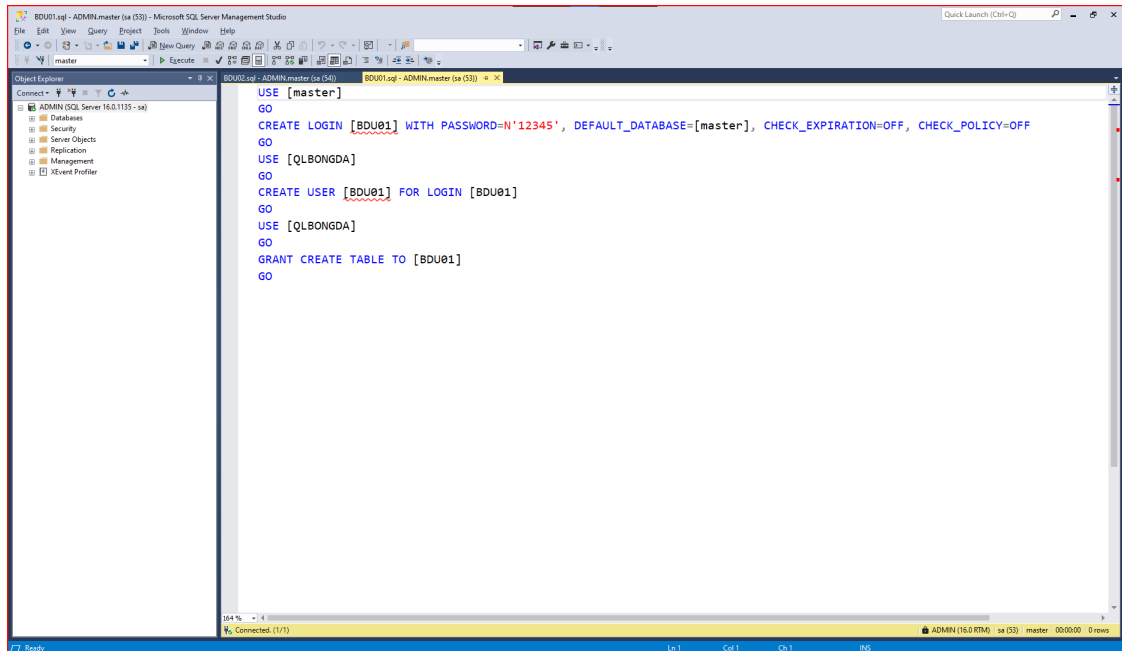 BDU01.sql - ADMIN.master (sa (53)) - Microsoft SQL Server Management Studio
Quick Launch (Ctrl+Q)
File Edit View Query Project Tools Window Help
New Query
master
Execute
Object Explorer
BDU02.sql - ADMIN.master (sa (54))
BDU01.sql - ADMIN.master (sa (53))
Connect
ADMIN (SQL Server 16.0.1135 - sa)
Databases
Security
Server Objects
Replication
Management
XEvent Profiler
USE [master]
GO
CREATE LOGIN [BDU01] WITH PASSWORD=N'12345', DEFAULT_DATABASE=[master], CHECK_EXPIRATION=OFF, CHECK_POLICY=OFF
GO
USE [QLBONGDA]
GO
CREATE USER [BDU01] FOR LOGIN [BDU01]
GO
USE [QLBONGDA]
GO
GRANT CREATE TABLE TO [BDU01]
GO
164 %
Connected. (1/1)
ADMIN (16.0 RTM) sa (53) master 00:00:00 0 rows
Ready
Ln 1 Col 1 Ch 1 INS